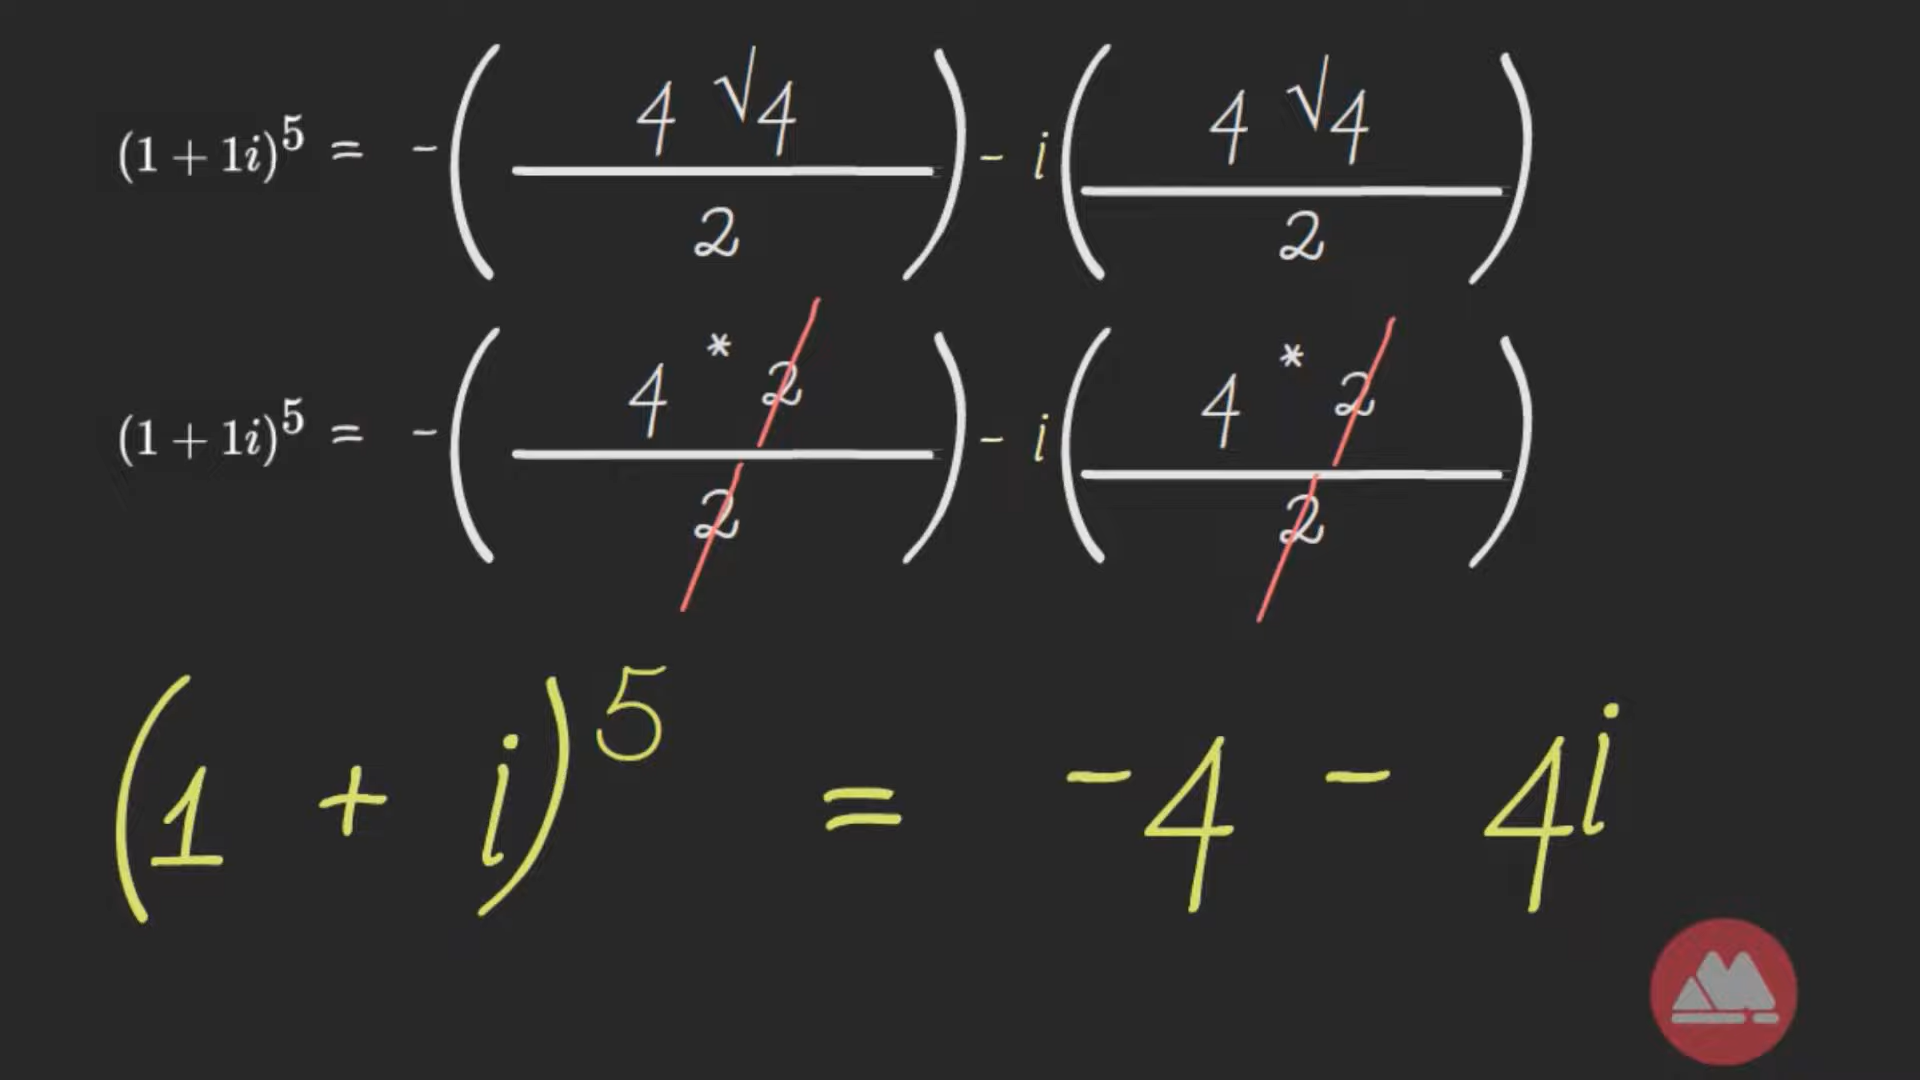 (1 + 1i)^5 = - ( 4 √4 / 2 ) - i ( 4 √4 / 2 )
(1 + 1i)^5 = - ( 4 * 2 / 2 ) - i ( 4 * 2 / 2 )
(1 + i)^5 = -4 - 4i